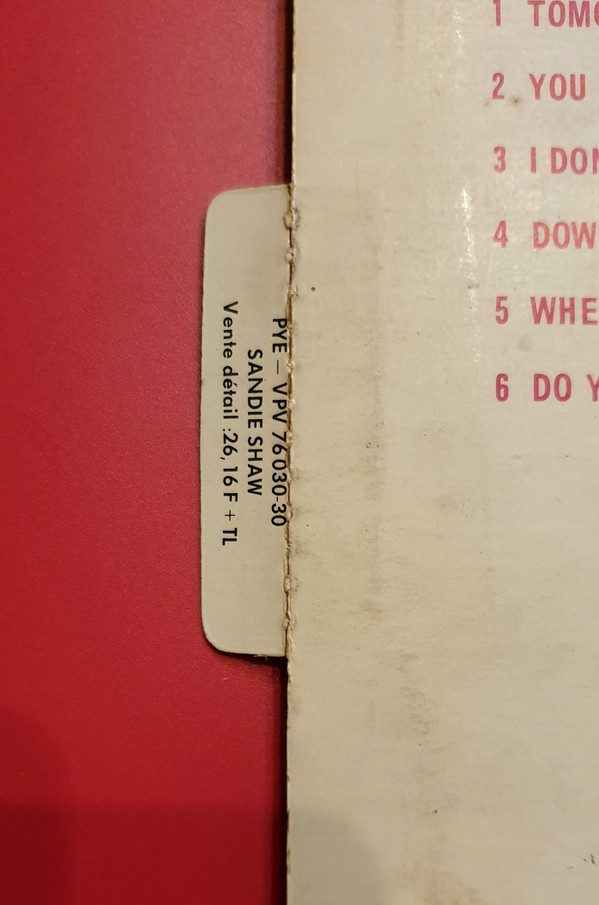 1 TOMO
2 YOU
3 I DON
4 DOW
5 WHE
6 DO Y
PYE — VPV 76030-30
SANDIE SHAW
Vente détail :26,16 F + TL